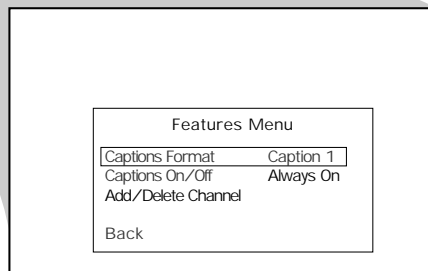 Features Menu
Captions Format Caption 1
Captions On/Off Always On
Add/Delete Channel
Back